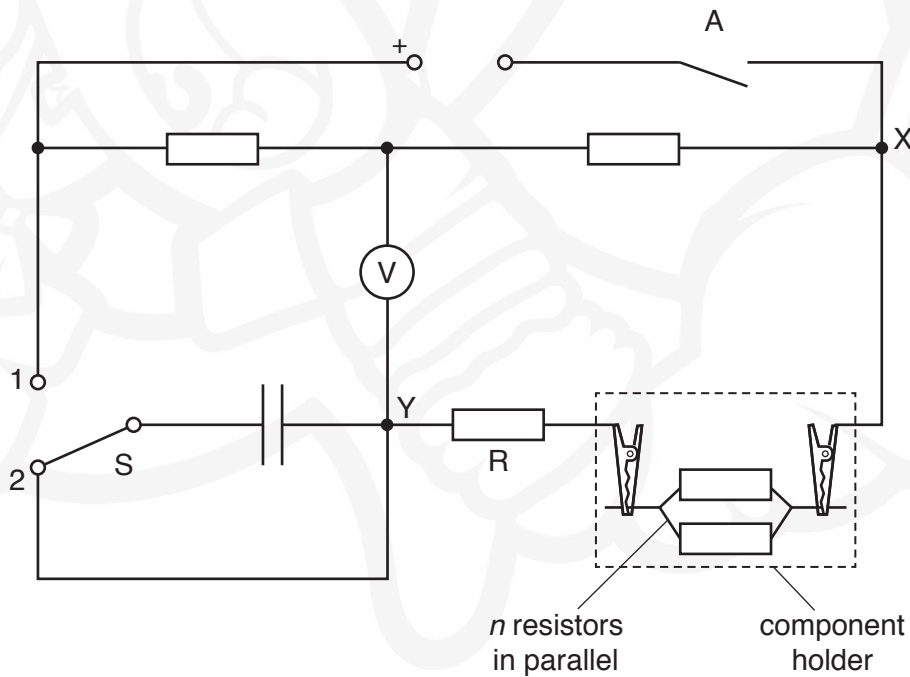 A
+
X
V
1
Y
2
S
R
n resistors
in parallel
component
holder